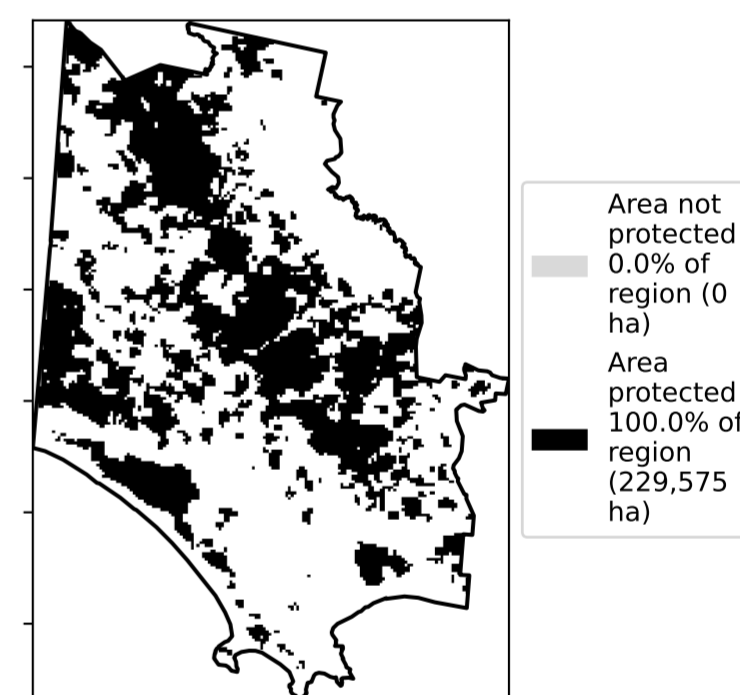 Area not
protected
0.0% of
region (0
ha)
Area
protected
100.0% of
region
(229,575
ha)